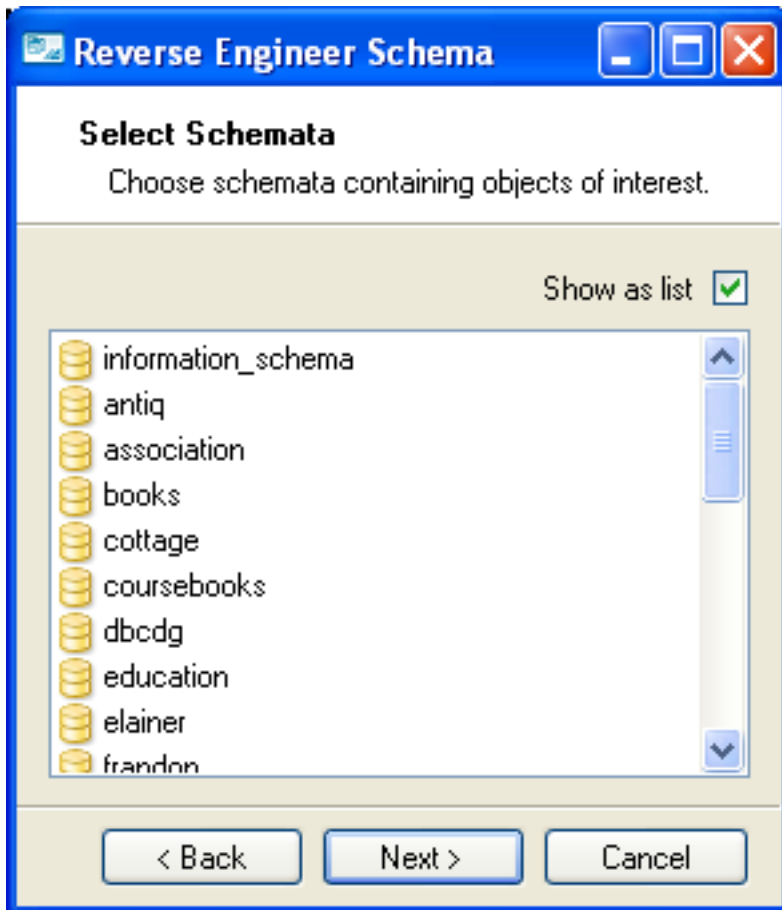 Reverse Engineer Schema
Select Schemata
Choose schemata containing objects of interest.
Show as list
information_schema
antiq
association
books
cottage
coursebooks
dbcdg
education
elainer
frandon
< Back
Next >
Cancel